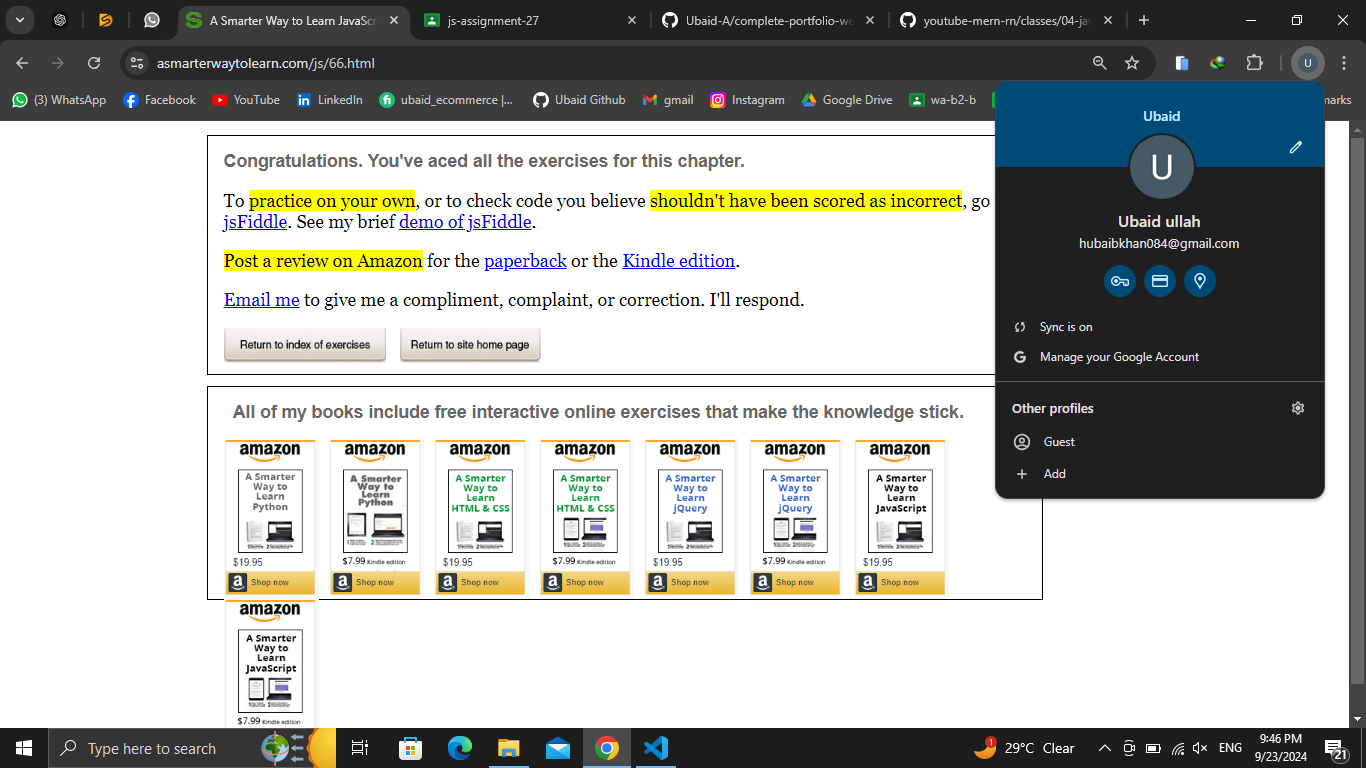 A Smarter Way to Learn JavaScr
js-assignment-27
Ubaid-A/complete-portfolio-we
youtube-mern-rn/classes/04-jav
asmarterwaytolearn.com/js/66.html
U
(3) WhatsApp
Facebook
YouTube
LinkedIn
ubaid_ecommerce |...
Ubaid Github
gmail
Instagram
Google Drive
wa-b2-b
marks
Congratulations. You've aced all the exercises for this chapter.
To practice on your own, or to check code you believe shouldn't have been scored as incorrect, go
jsFiddle. See my brief demo of jsFiddle.
Post a review on Amazon for the paperback or the Kindle edition.
Email me to give me a compliment, complaint, or correction. I'll respond.
Return to index of exercises
Return to site home page
Ubaid
U
Ubaid ullah
hubaibkhan084@gmail.com
Sync is on
Manage your Google Account
Other profiles
Guest
Add
All of my books include free interactive online exercises that make the knowledge stick.
amazon
A Smarter
Way to
Learn
Python
$19.95
Shop now
amazon
A Smarter
Way to
Learn
Python
$7.99 Kindle edition
Shop now
amazon
A Smarter
Way to
Learn
HTML & CSS
$19.95
Shop now
amazon
A Smarter
Way to
Learn
HTML & CSS
$7.99 Kindle edition
Shop now
amazon
A Smarter
Way to
Learn
jQuery
$19.95
Shop now
amazon
A Smarter
Way to
Learn
jQuery
$7.99 Kindle edition
Shop now
amazon
A Smarter
Way to
Learn
JavaScript
$19.95
Shop now
amazon
A Smarter
Way to
Learn
JavaScript
$7.99 Kindle edition
Type here to search
1
29°C Clear
ENG
9:46 PM
9/23/2024
21